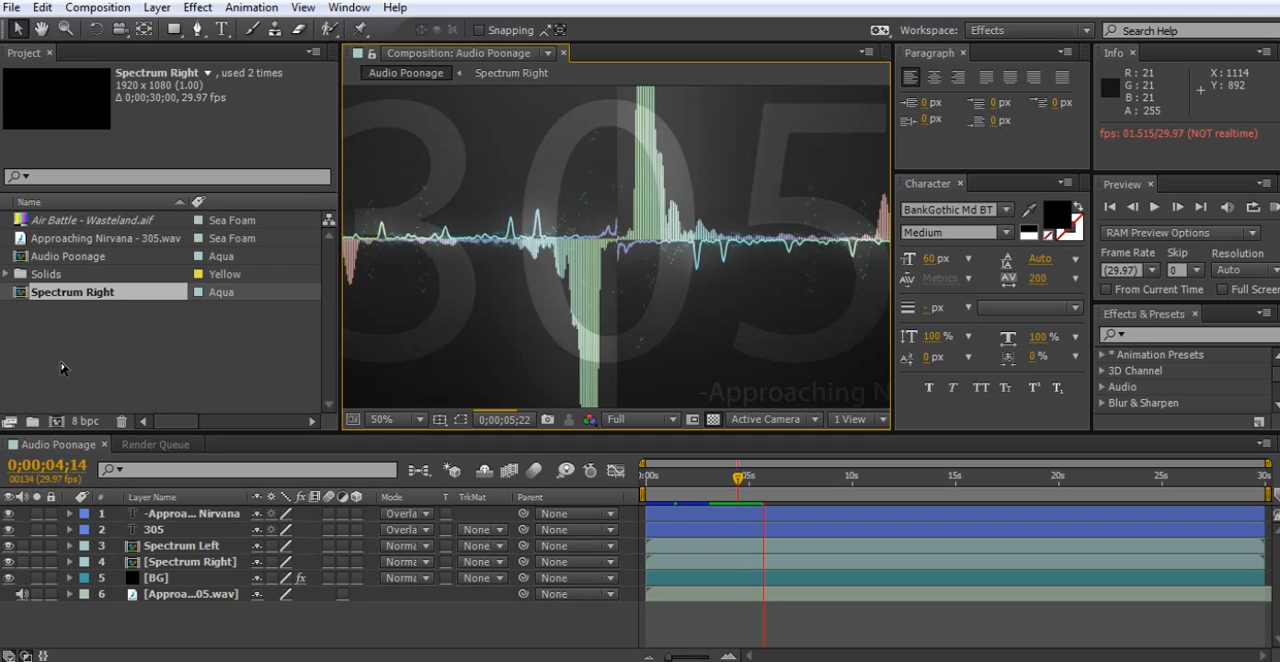 File Edit Composition Layer Effect Animation View Window Help
Snapping Workspace: Effects Search Help
Project × Composition: Audio Poonage × Paragraph × Info ×
Spectrum Right , used 2 times
1920 x 1080 (1.00)
Δ 0;00;30;00, 29.97 fps
Audio Poonage Spectrum Right
0 px 0 px 0 px
0 px 0 px
R: 21 X: 1114
G: 21 Y: 892
B: 21
A: 255
fps: 01.515/29.97 (NOT realtime)
305
-Approaching N
Name
Air Battle - Wasteland.aif Sea Foam
Approaching Nirvana - 305.wav Sea Foam
Audio Poonage Aqua
Solids Yellow
Spectrum Right Aqua
8 bpc
Character ×
BankGothic Md BT
Medium
60 px Auto
Metrics 200
- px
100 % 100 %
0 px 0 %
T T TT Tr T¹ T₁
Preview ×
RAM Preview Options
Frame Rate Skip Resolution
(29.97) 0 Auto
From Current Time Full Screen
Effects & Presets ×
* Animation Presets
3D Channel
Audio
Blur & Sharpen
50% 0;00;05;22 Full Active Camera 1 View
Audio Poonage × Render Queue
0;00;04;14
00134 (29.97 fps)
:00s 05s 10s 15s 20s 25s 30s
# Layer Name Mode T TrkMat Parent
1 T -Approa... Nirvana Overla None
2 T 305 Overla None None
3 Spectrum Left Norma None None
4 [Spectrum Right] Norma None None
5 [BG] fx Norma None None
6 [Approa...05.wav] None